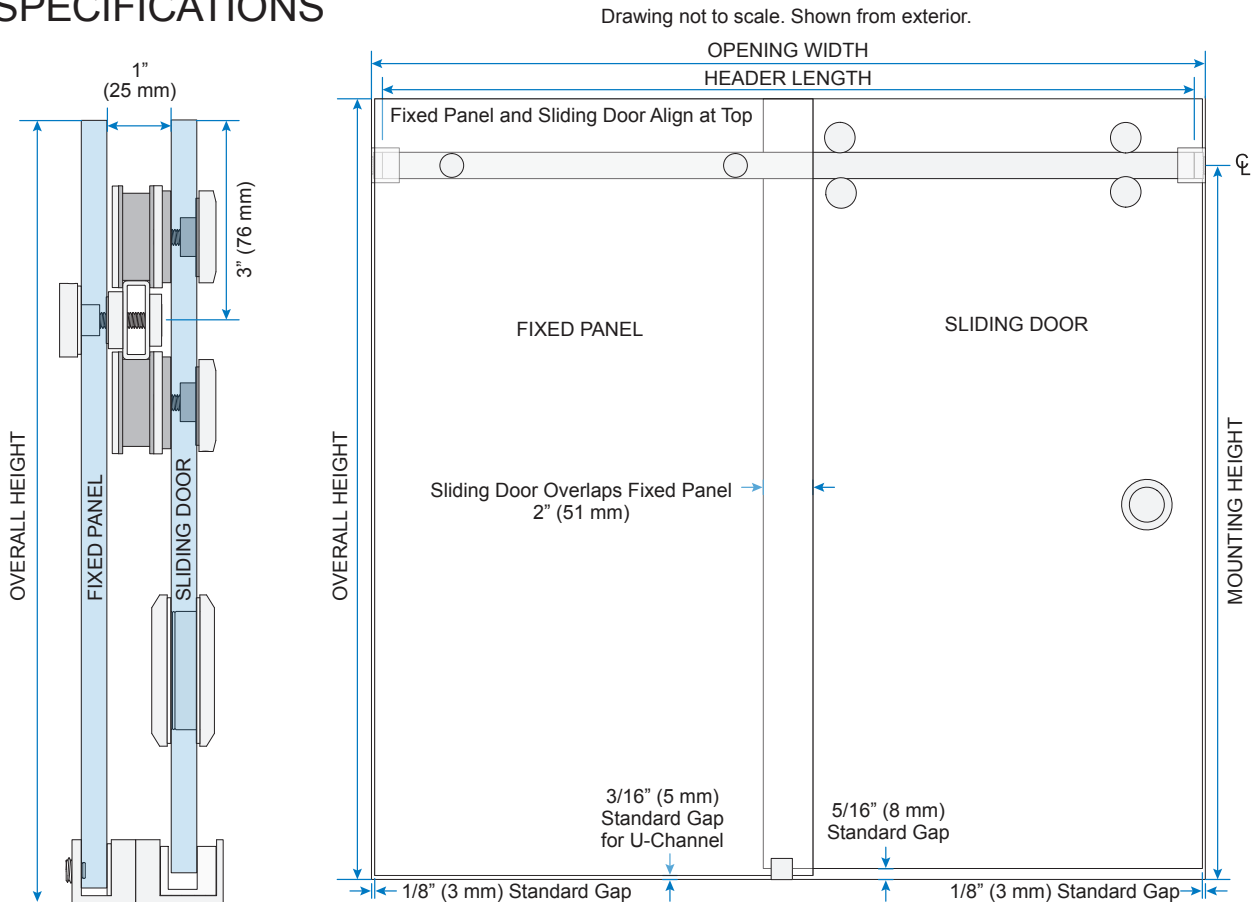 SPECIFICATIONS
Drawing not to scale. Shown from exterior.
1”
(25 mm)
3” (76 mm)
OVERALL HEIGHT
FIXED PANEL
SLIDING DOOR
OPENING WIDTH
HEADER LENGTH
Fixed Panel and Sliding Door Align at Top
℄
FIXED PANEL
SLIDING DOOR
OVERALL HEIGHT
MOUNTING HEIGHT
Sliding Door Overlaps Fixed Panel
2” (51 mm)
3/16” (5 mm)
Standard Gap
for U-Channel
5/16” (8 mm)
Standard Gap
1/8” (3 mm) Standard Gap
1/8” (3 mm) Standard Gap